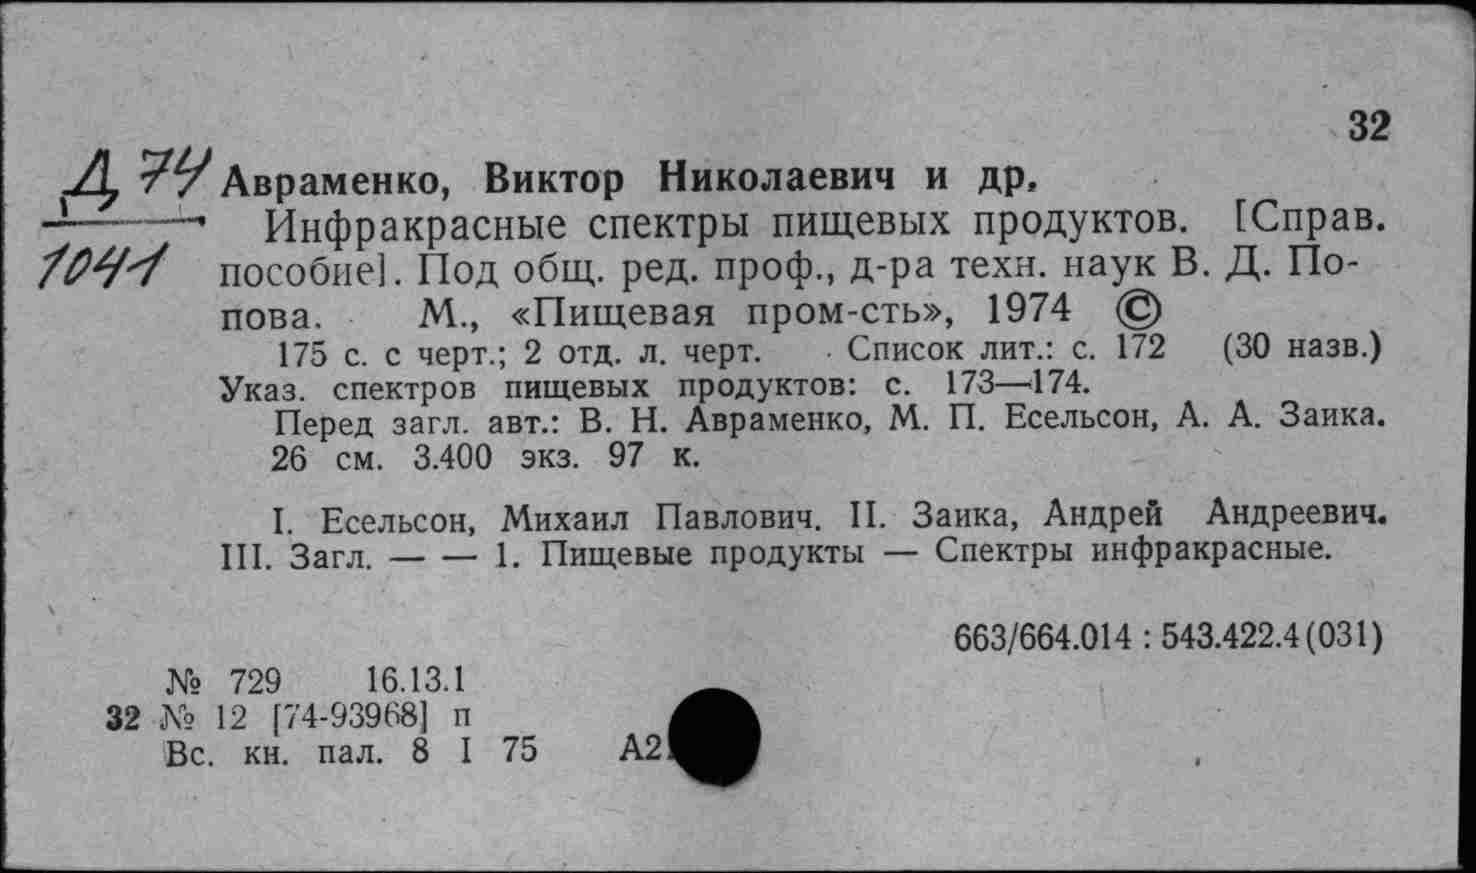 32
Д 74
1041
Авраменко, Виктор Николаевич и др.
Инфракрасные спектры пищевых продуктов. [Справ.
пособие]. Под общ. ред. проф., д-ра техн. наук В. Д. По-
пова. М., «Пищевая пром-сть», 1974 ©
175 с. с черт.; 2 отд. л. черт. Список лит.: с. 172 (30 назв.)
Указ. спектров пищевых продуктов: с. 173—174.
Перед загл. авт.: В. Н. Авраменко, М. П. Есельсон, А. А. Заика.
26 см. 3.400 экз. 97 к.
I. Есельсон, Михаил Павлович. II. Заика, Андрей Андреевич.
III. Загл. — — 1. Пищевые продукты — Спектры инфракрасные.
663/664.014 : 543.422.4(031)
№ 729 16.13.1
32 № 12 [74-93968] п
Вс. кн. пал. 8 I 75 А2